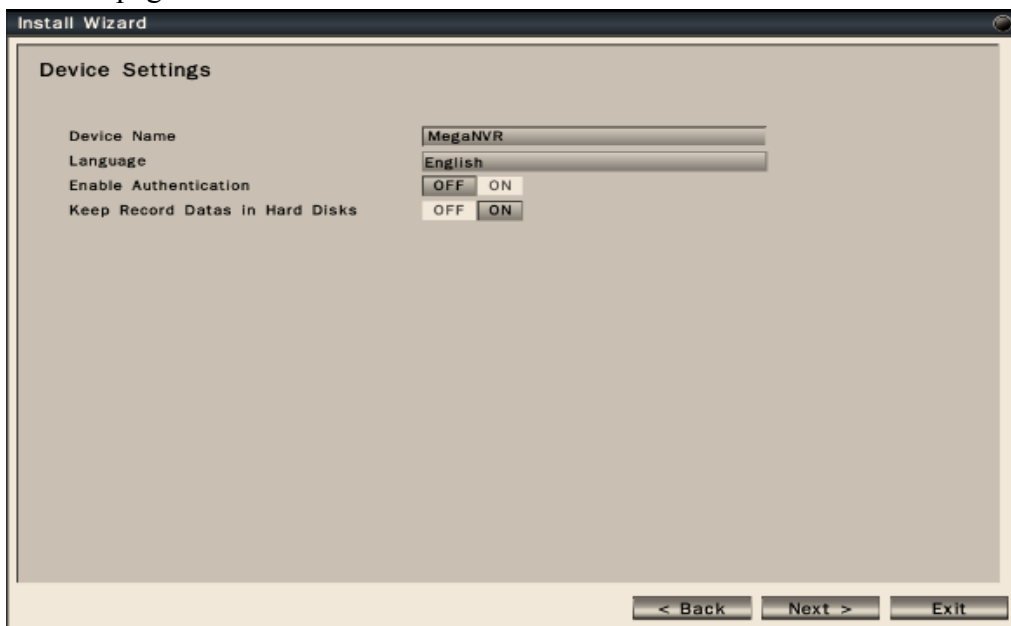 Install Wizard
Device Settings
Device Name MegaNVR
Language English
Enable Authentication OFF ON
Keep Record Datas in Hard Disks OFF ON
< Back Next > Exit